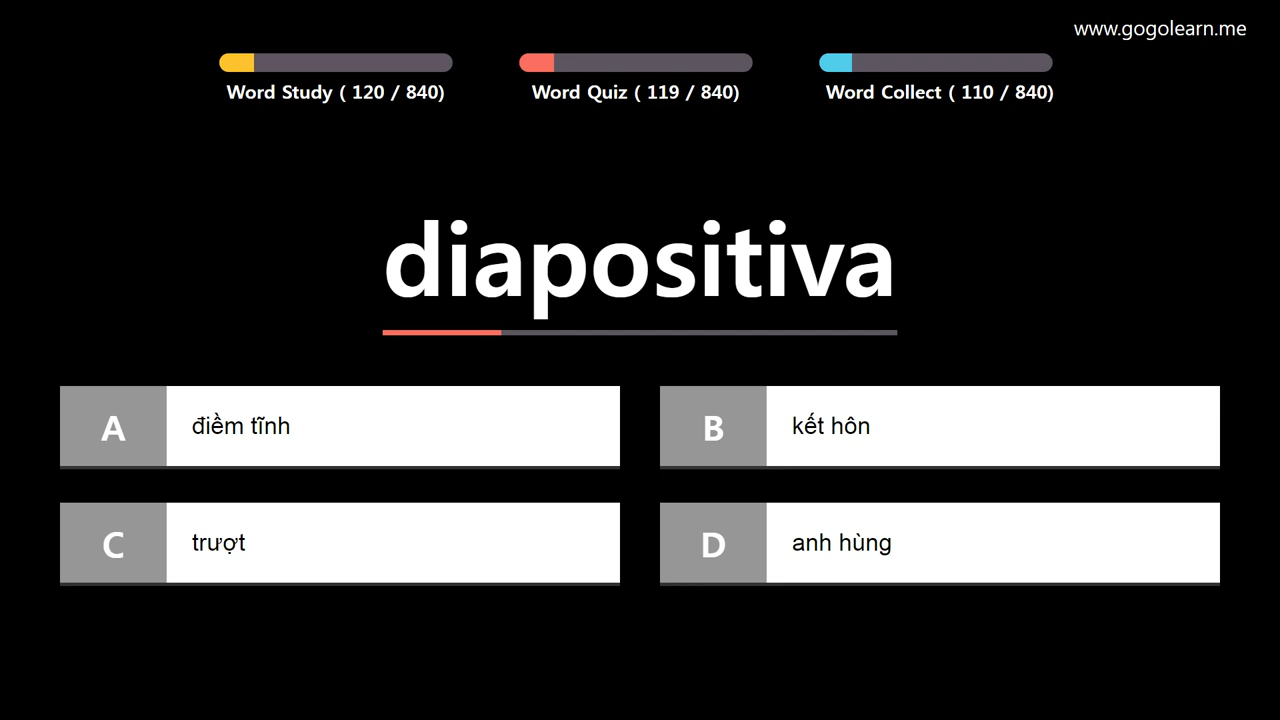 www.gogolearn.me
Word Study ( 120 / 840)
Word Quiz ( 119 / 840)
Word Collect ( 110 / 840)
diapositiva
A điềm tĩnh
B kết hôn
C trượt
D anh hùng